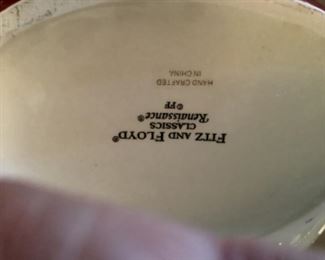 FITZ AND FLOYD®
CLASSICS
Renaissance®
©FF
HAND CRAFTED
IN CHINA